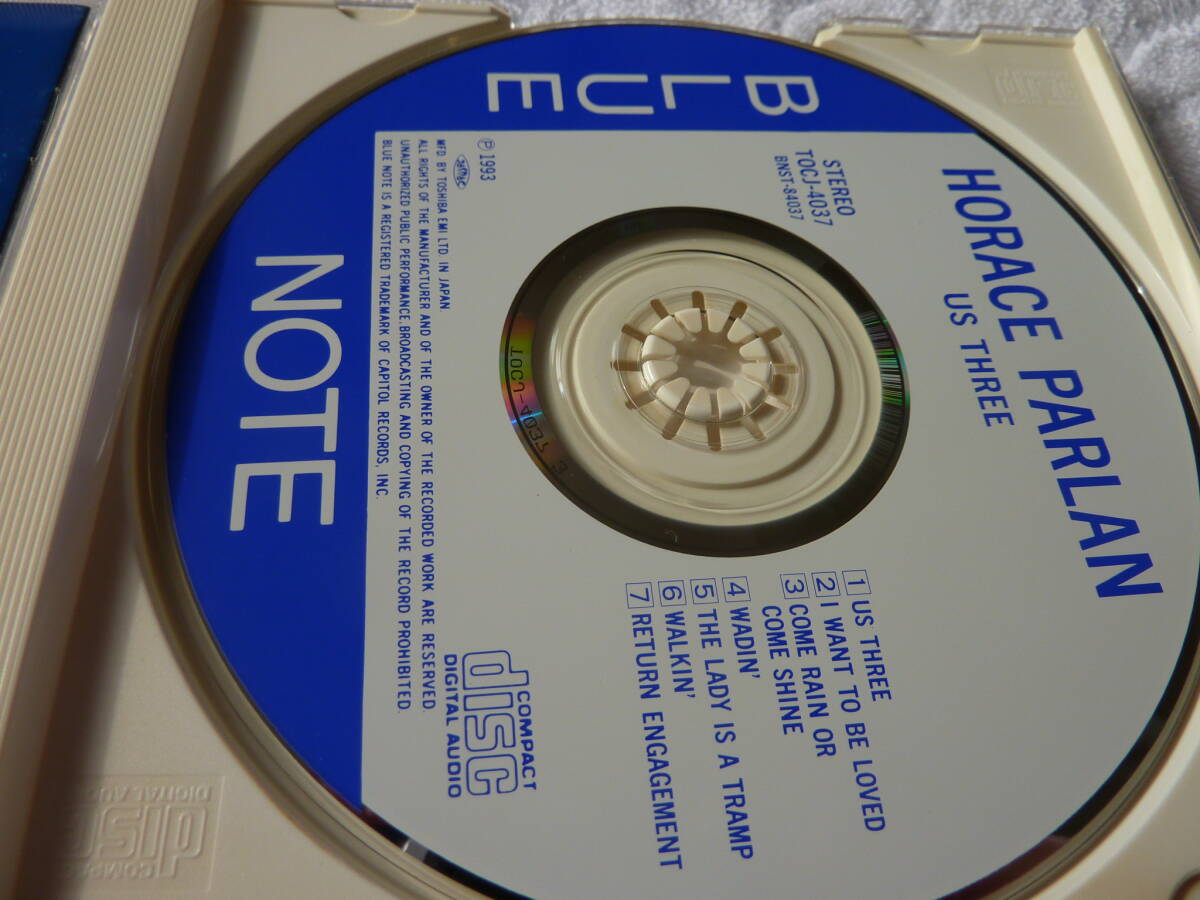 BLUE
NOTE
HORACE PARLAN
US THREE
STEREO
TOCJ-4037
BNST-84037
1 US THREE
2 I WANT TO BE LOVED
3 COME RAIN OR
COME SHINE
4 WADIN'
5 THE LADY IS A TRAMP
6 WALKIN'
7 RETURN ENGAGEMENT
℗ 1993
MFD. BY TOSHIBA EMI LTD. IN JAPAN.
ALL RIGHTS OF THE MANUFACTURER AND OF THE OWNER OF THE RECORDED WORK ARE RESERVED.
UNAUTHORIZED PUBLIC PERFORMANCE, BROADCASTING AND COPYING OF THE RECORD PROHIBITED.
BLUE NOTE IS A REGISTERED TRADEMARK OF CAPITOL RECORDS, INC.
COMPACT
disc
DIGITAL AUDIO
COMPACT
disc
DIGITAL AUDIO